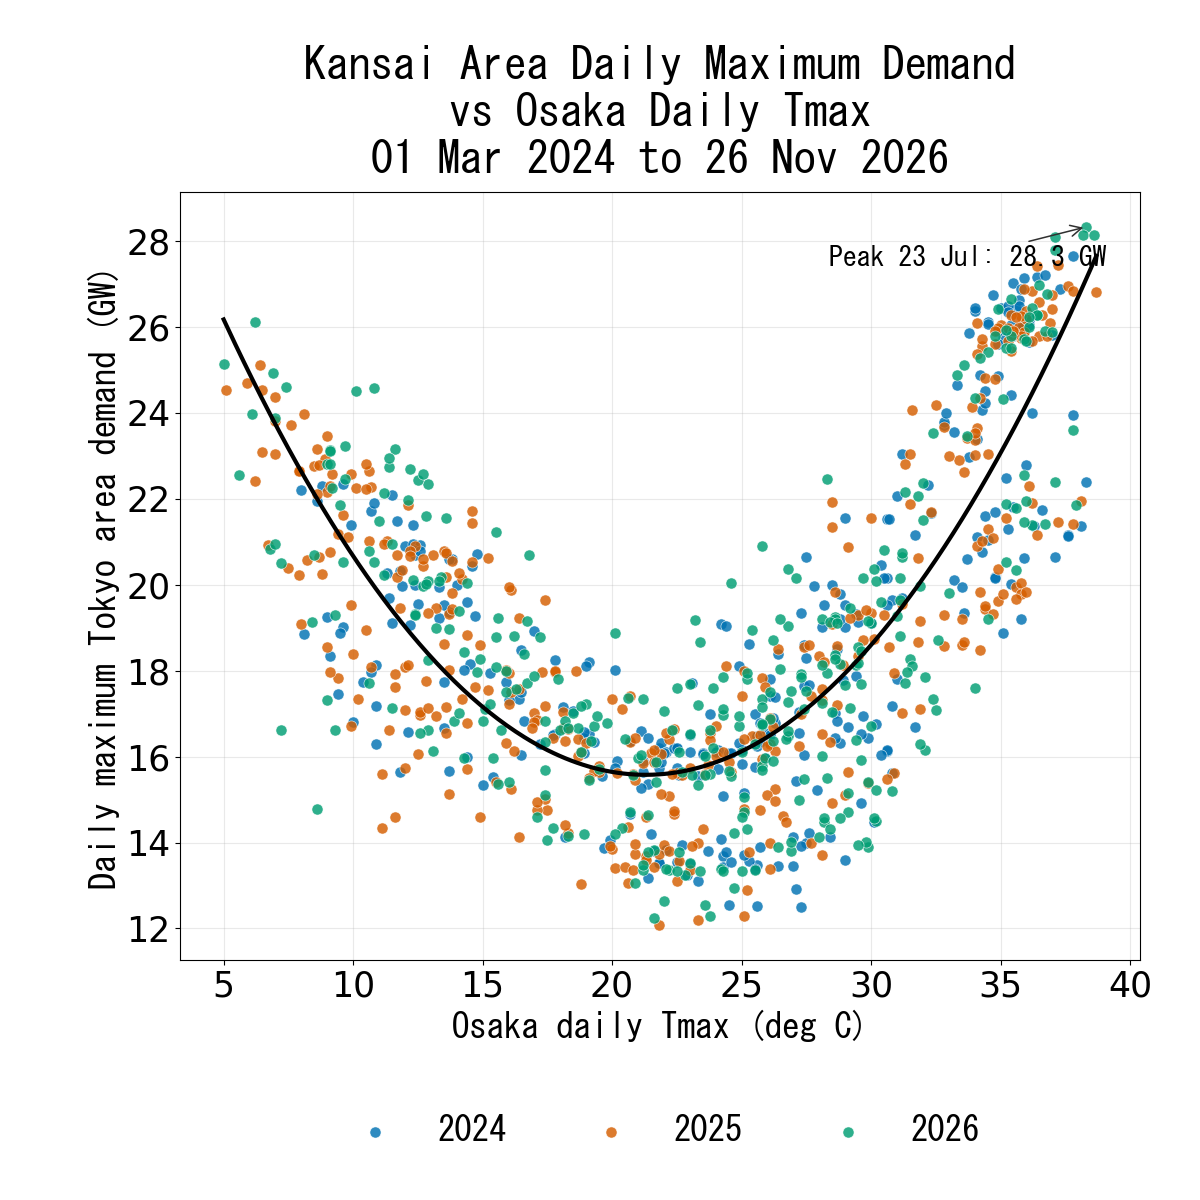 Kansai Area Daily Maximum Demand
vs Osaka Daily Tmax
01 Mar 2024 to 26 Nov 2026
Daily maximum Tokyo area demand (GW)
28
26
24
22
20
18
16
14
12
Peak 23 Jul: 28.3 GW
5 10 15 20 25 30 35 40
Osaka daily Tmax (deg C)
2024 2025 2026